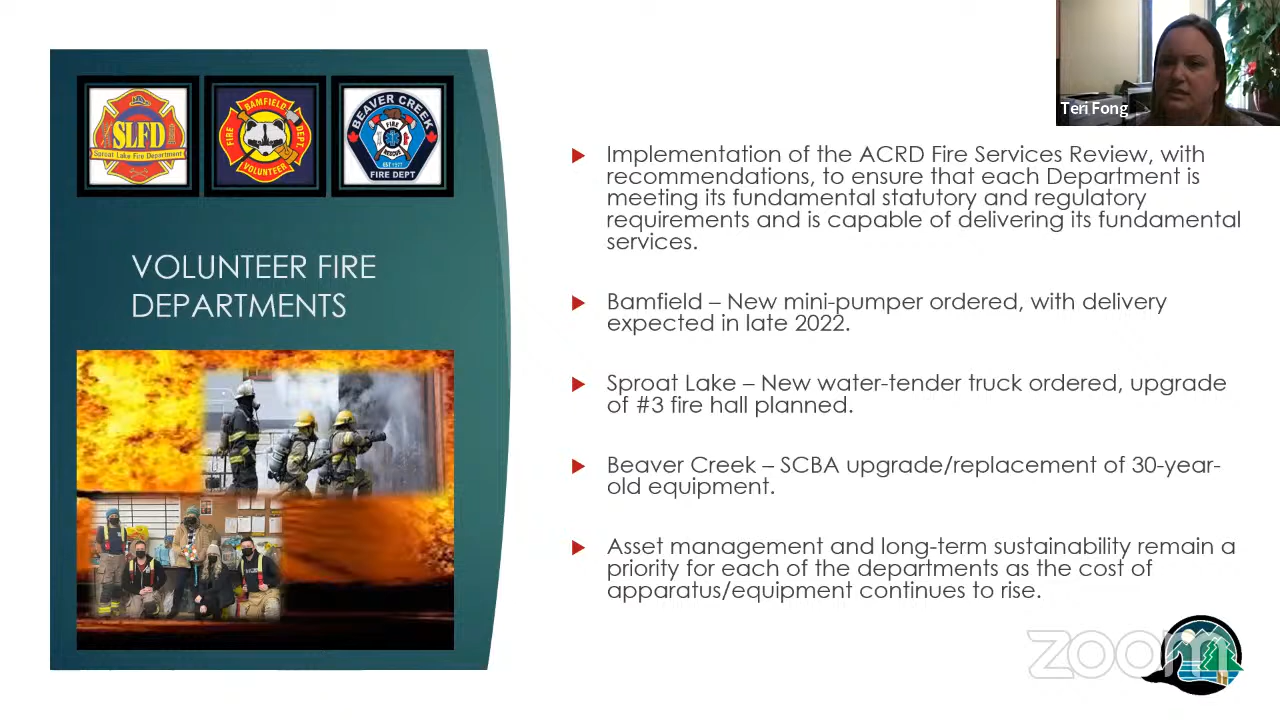 SLFD
Sproat Lake Fire Department
BAMFIELD
FIRE
DEPT.
VOLUNTEER
BEAVER CREEK
FIRE
RESCUE
EST 1977
FIRE DEPT
Teri Fong
VOLUNTEER FIRE
DEPARTMENTS
Implementation of the ACRD Fire Services Review, with
recommendations, to ensure that each Department is
meeting its fundamental statutory and regulatory
requirements and is capable of delivering its fundamental
services.
Bamfield – New mini-pumper ordered, with delivery
expected in late 2022.
Sproat Lake – New water-tender truck ordered, upgrade
of #3 fire hall planned.
Beaver Creek – SCBA upgrade/replacement of 30-year-
old equipment.
Asset management and long-term sustainability remain a
priority for each of the departments as the cost of
apparatus/equipment continues to rise.
zoom